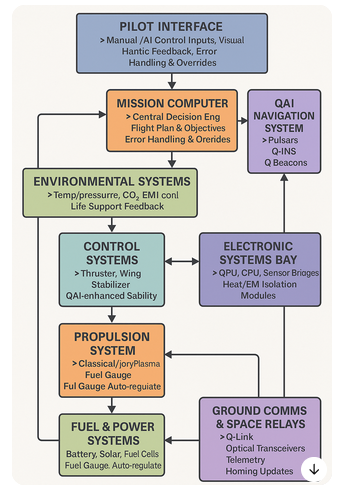 PILOT INTERFACE
> Manual /AI Control Inputs, Visual
Hantic Feedback, Error
Handling & Overrides
MISSION COMPUTER
> Central Decision Eng
Flight Plan & Objectives
Error Handling & Orerides
QAI
NAVIGATION
SYSTEM
> Pulsars
Q-INS
Q Beacons
ENVIRONMENTAL SYSTEMS
> Temp/pressurre, CO₂ EMI conl
Life Support Feedback
CONTROL
SYSTEMS
> Thruster, Wing
Stabilizer
QAI-enhanced Sability
ELECTRONIC
SYSTEMS BAY
> QPU, CPU, Sensor Brioges
Heat/EM Isolation
Modules
PROPULSION
SYSTEM
> Classical/joryPlasma
Fuel Gauge
Ful Gauge Auto-reguiate
FUEL & POWER
SYSTEMS
Battery, Solar, Fuel Cells
Fuel Gauge. Auto-regulate
GROUND COMMS
& SPACE RELAYS
> Q-Link
Optical Transceivers
Telemetry
Homing Updates